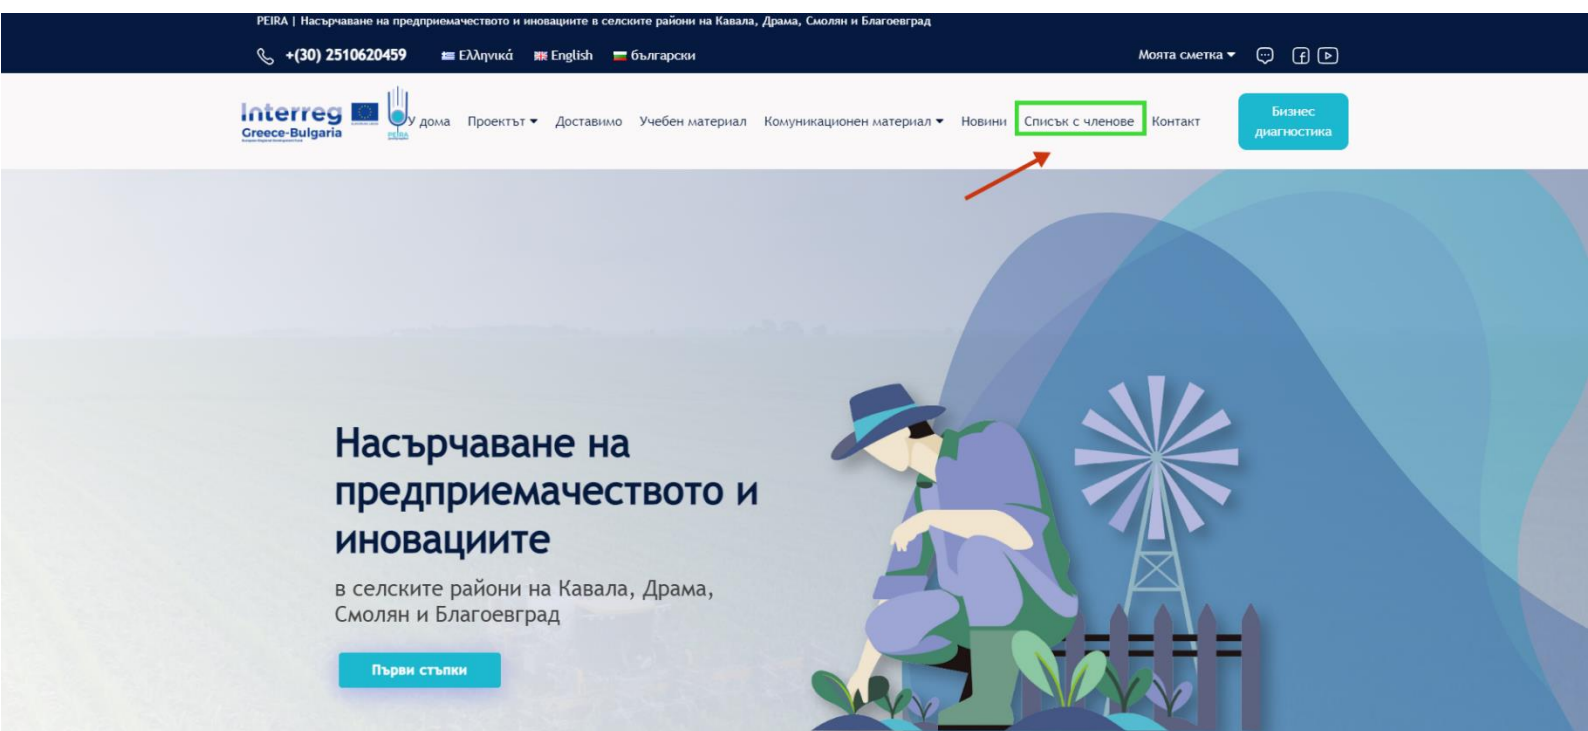 PEIRA | Насърчаване на предприемачеството и иновациите в селските райони на Кавала, Драма, Смолян и Благоевград
+(30) 2510620459 Ελληνικά English български Моята сметка
Interreg
Greece-Bulgaria
PEIRA
У дома Проектът Доставимо Учебен материал Комуникационен материал Новини Списък с членове Контакт
Бизнес
диагностика
Насърчаване на
предприемачеството и
иновациите
в селските райони на Кавала, Драма,
Смолян и Благоевград
Първи стъпки